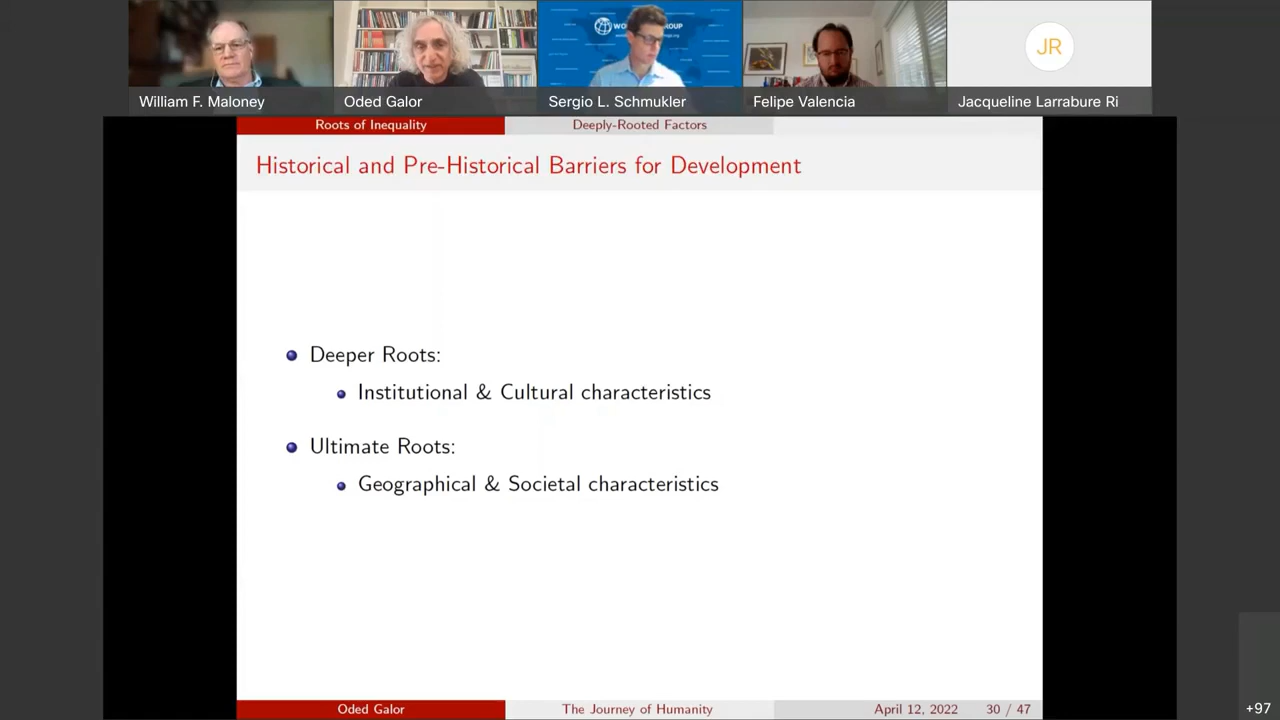 William F. Maloney
Oded Galor
Sergio L. Schmukler
Felipe Valencia
JR
Jacqueline Larrabure Ri
Roots of Inequality
Deeply-Rooted Factors
Historical and Pre-Historical Barriers for Development
Deeper Roots:
Institutional & Cultural characteristics
Ultimate Roots:
Geographical & Societal characteristics
Oded Galor
The Journey of Humanity
April 12, 2022
30 / 47
+97